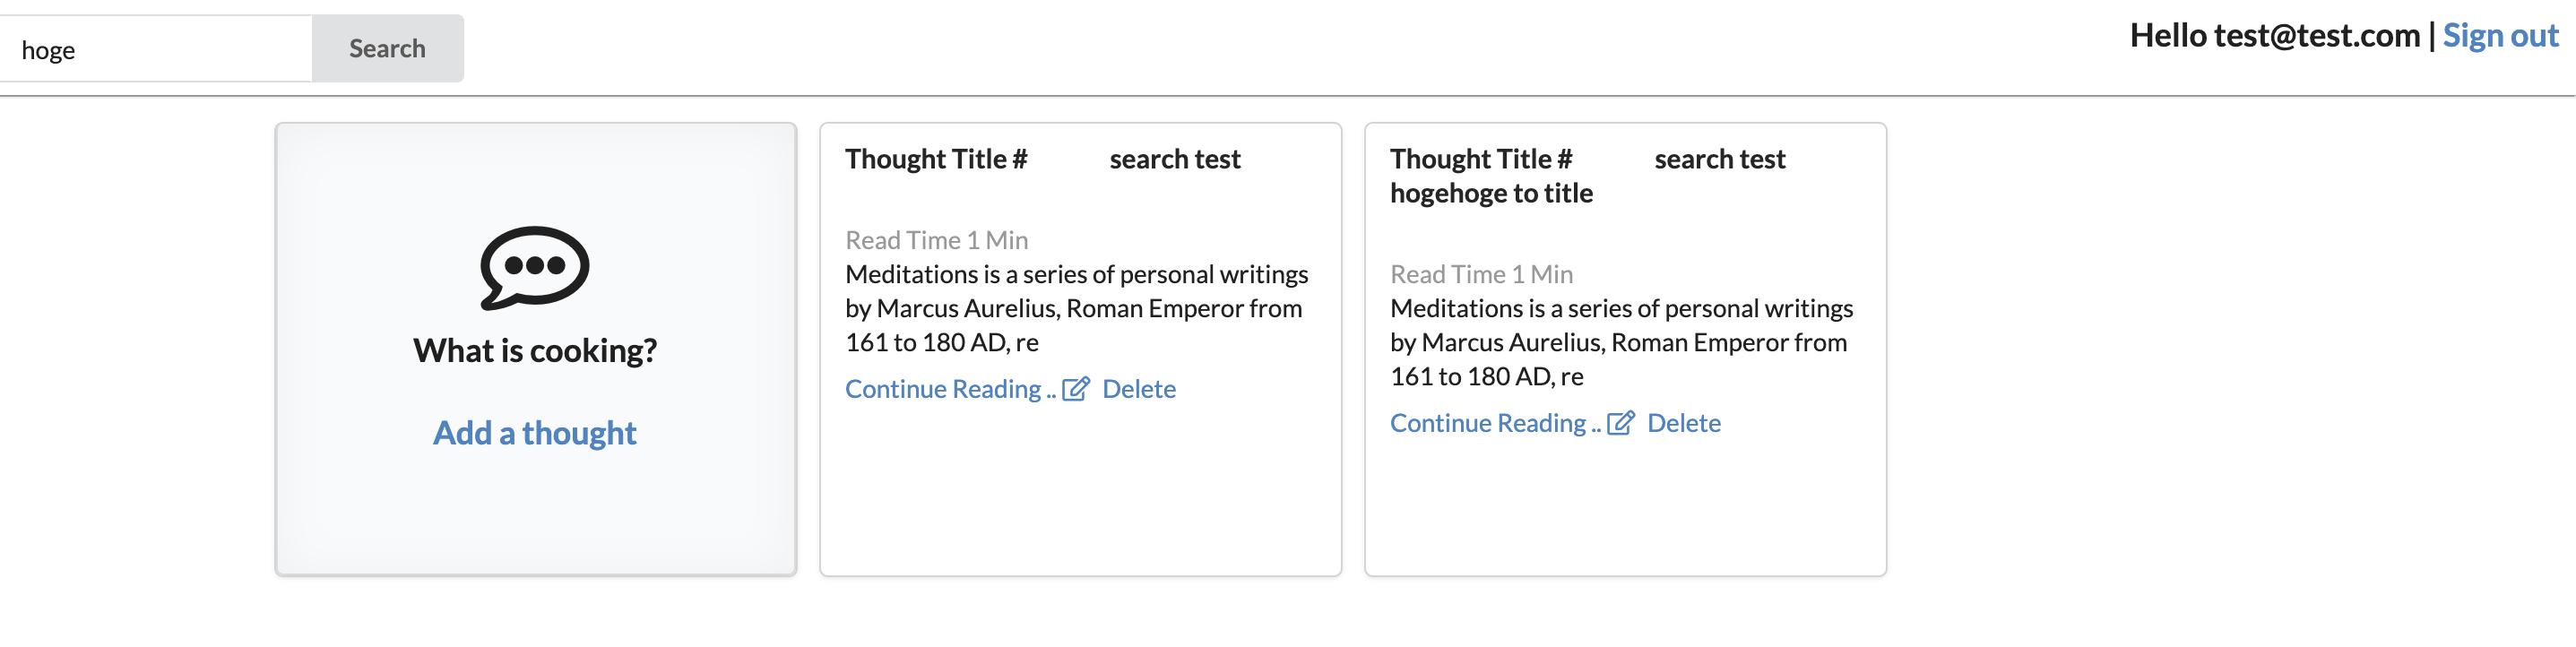 hoge Search Hello test@test.com | Sign out
What is cooking?
Add a thought
Thought Title # search test
Read Time 1 Min
Meditations is a series of personal writings
by Marcus Aurelius, Roman Emperor from
161 to 180 AD, re
Continue Reading .. Delete
Thought Title # search test
hogehoge to title
Read Time 1 Min
Meditations is a series of personal writings
by Marcus Aurelius, Roman Emperor from
161 to 180 AD, re
Continue Reading .. Delete